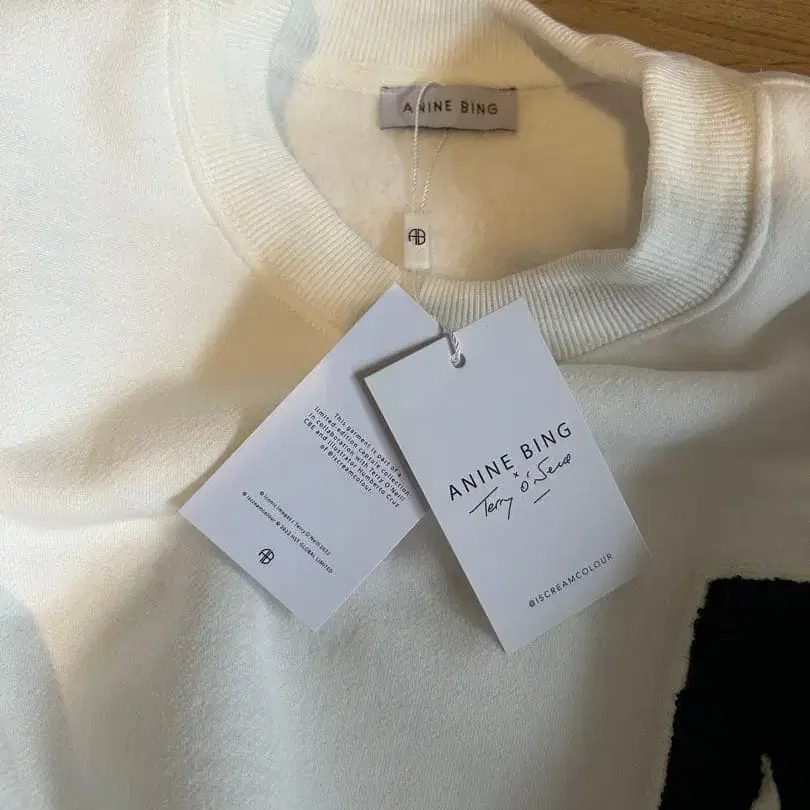 ANINE BING
AB
This garment is part of a
limited-edition capsule collection
in collaboration with Terry O'Neill
CBE and illustrator Humberto Cruz
of @iscreamcolour.
© Iconic Images / Terry O'Neill 2022
© Iscreamcolour © 2022 HST GLOBAL LIMITED
AB
ANINE BING
x
Terry O'Neill
@ISCREAMCOLOUR